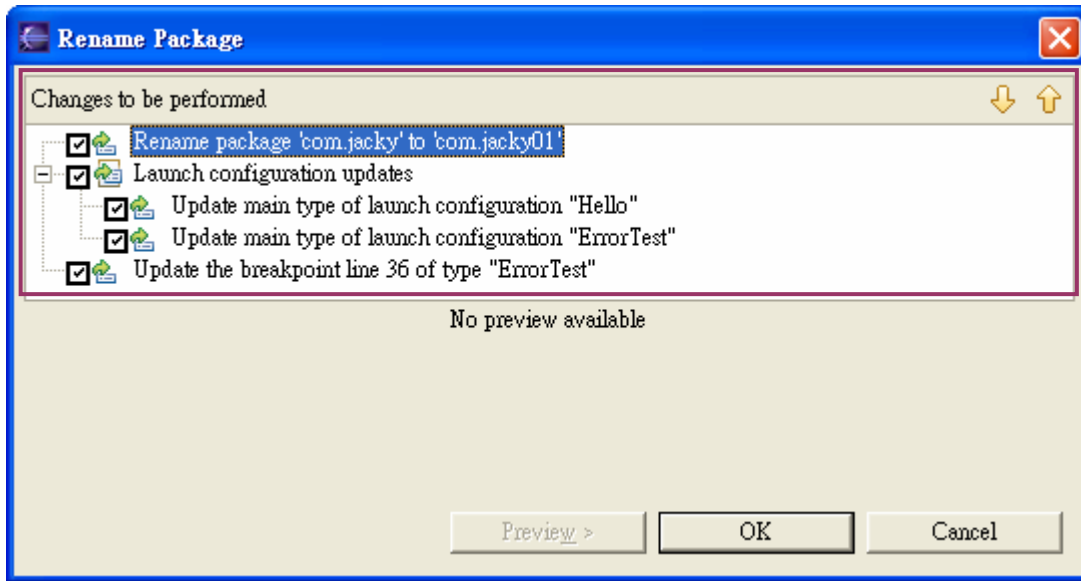 Rename Package
Changes to be performed
Rename package 'com.jacky' to 'com.jacky01'
Launch configuration updates
Update main type of launch configuration "Hello"
Update main type of launch configuration "ErrorTest"
Update the breakpoint line 36 of type "ErrorTest"
No preview available
Preview > OK Cancel